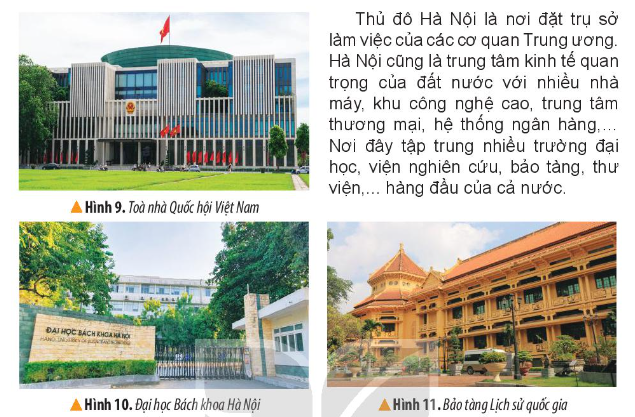 Thủ đô Hà Nội là nơi đặt trụ sở
làm việc của các cơ quan Trung ương.
Hà Nội cũng là trung tâm kinh tế quan
trọng của đất nước với nhiều nhà
máy, khu công nghệ cao, trung tâm
thương mại, hệ thống ngân hàng,...
Nơi đây tập trung nhiều trường đại
học, viện nghiên cứu, bảo tàng, thư
viện,... hàng đầu của cả nước.
Hình 9. Toà nhà Quốc hội Việt Nam
ĐẠI HỌC BÁCH KHOA HÀ NỘI
Hình 10. Đại học Bách khoa Hà Nội
Hình 11. Bảo tàng Lịch sử quốc gia